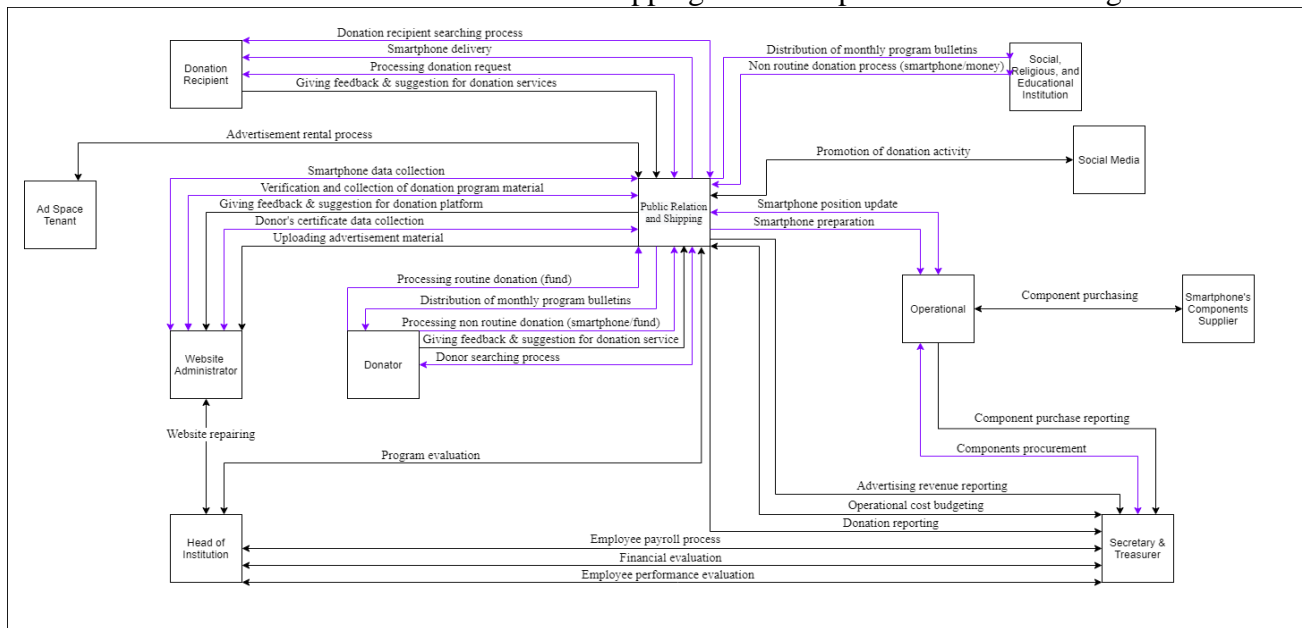 Donation recipient searching process
Smartphone delivery
Processing donation request
Giving feedback & suggestion for donation services
Donation
Recipient
Distribution of monthly program bulletins
Non routine donation process (smartphone/money)
Social,
Religious, and
Educational
Institution
Advertisement rental process
Promotion of donation activity
Social Media
Ad Space
Tenant
Smartphone data collection
Verification and collection of donation program material
Giving feedback & suggestion for donation platform
Donor's certificate data collection
Uploading advertisement material
Public Relation
and Shipping
Smartphone position update
Smartphone preparation
Processing routine donation (fund)
Distribution of monthly program bulletins
Processing non routine donation (smartphone/fund)
Giving feedback & suggestion for donation service
Donor searching process
Operational
Component purchasing
Smartphone's
Components
Supplier
Website
Administrator
Donator
Website repairing
Program evaluation
Component purchase reporting
Components procurement
Advertising revenue reporting
Operational cost budgeting
Donation reporting
Head of
Institution
Employee payroll process
Financial evaluation
Employee performance evaluation
Secretary &
Treasurer